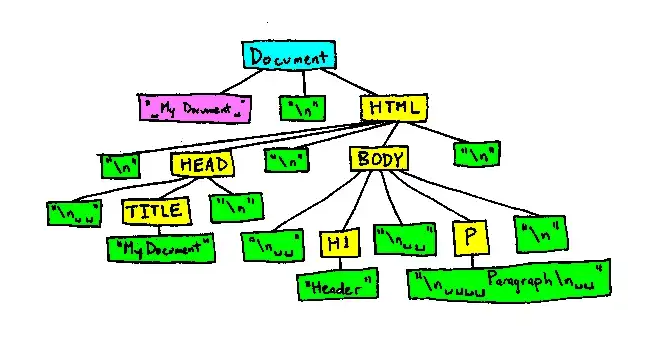 Document
"␣My Document␣"
"\n"
HTML
"\n"
HEAD
"\n"
BODY
"\n"
"\n␣␣"
TITLE
"\n"
"My Document"
"\n␣␣"
H1
"\n␣␣"
P
"\n"
"Header"
"\n␣␣␣␣Paragraph\n␣␣"